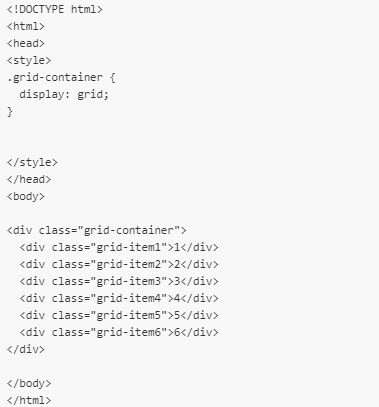 <!DOCTYPE html>
<html>
<head>
<style>
.grid-container {
  display: grid;
}
</style>
</head>
<body>
<div class="grid-container">
  <div class="grid-item1">1</div>
  <div class="grid-item2">2</div>
  <div class="grid-item3">3</div>
  <div class="grid-item4">4</div>
  <div class="grid-item5">5</div>
  <div class="grid-item6">6</div>
</div>
</body>
</html>